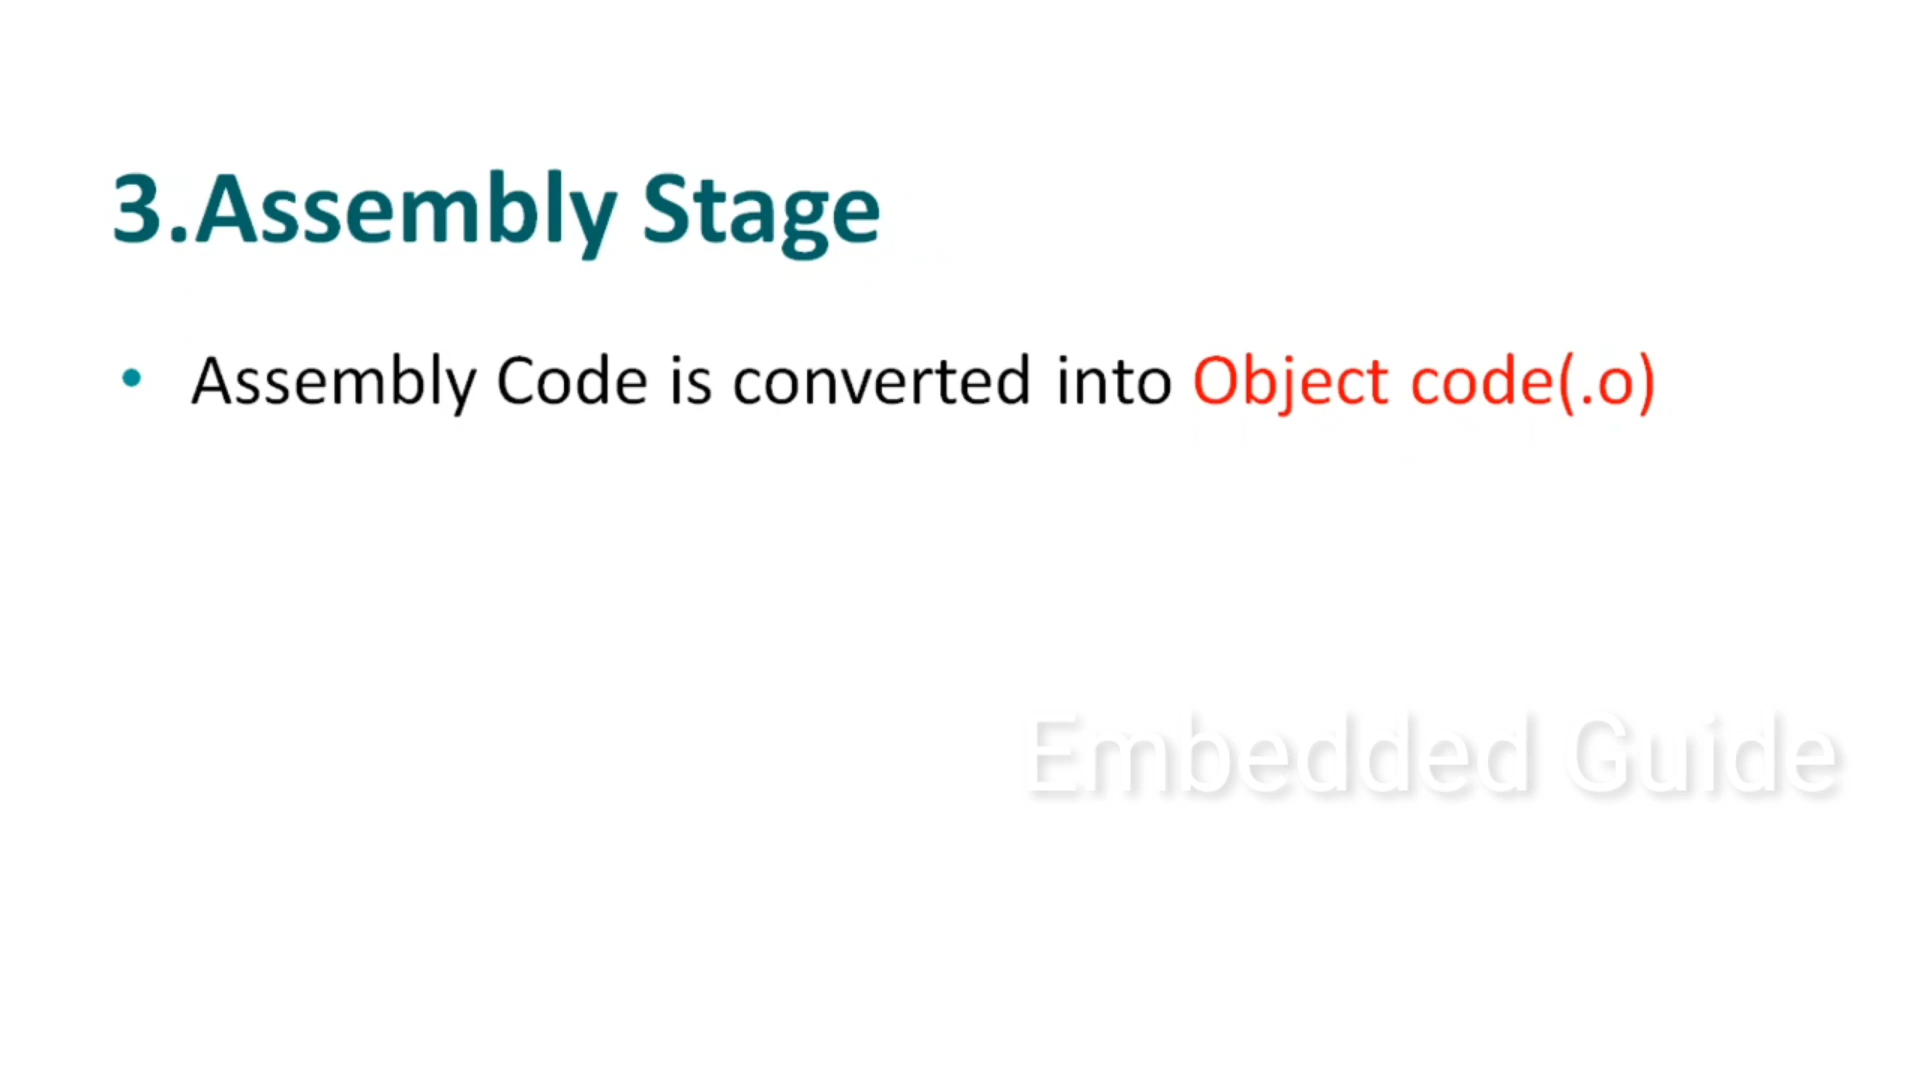 3.Assembly Stage
• Assembly Code is converted into Object code(.o)
Embedded Guide